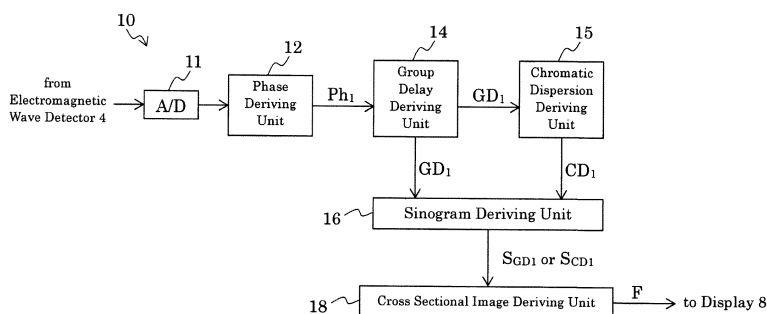 10
11
12
14
15
from
Electromagnetic
Wave Detector 4
A/D
Phase
Deriving
Unit
Ph1
Group
Delay
Deriving
Unit
GD1
Chromatic
Dispersion
Deriving
Unit
GD1
CD1
16
Sinogram Deriving Unit
SGD1 or SCD1
18
Cross Sectional Image Deriving Unit
F
to Display 8